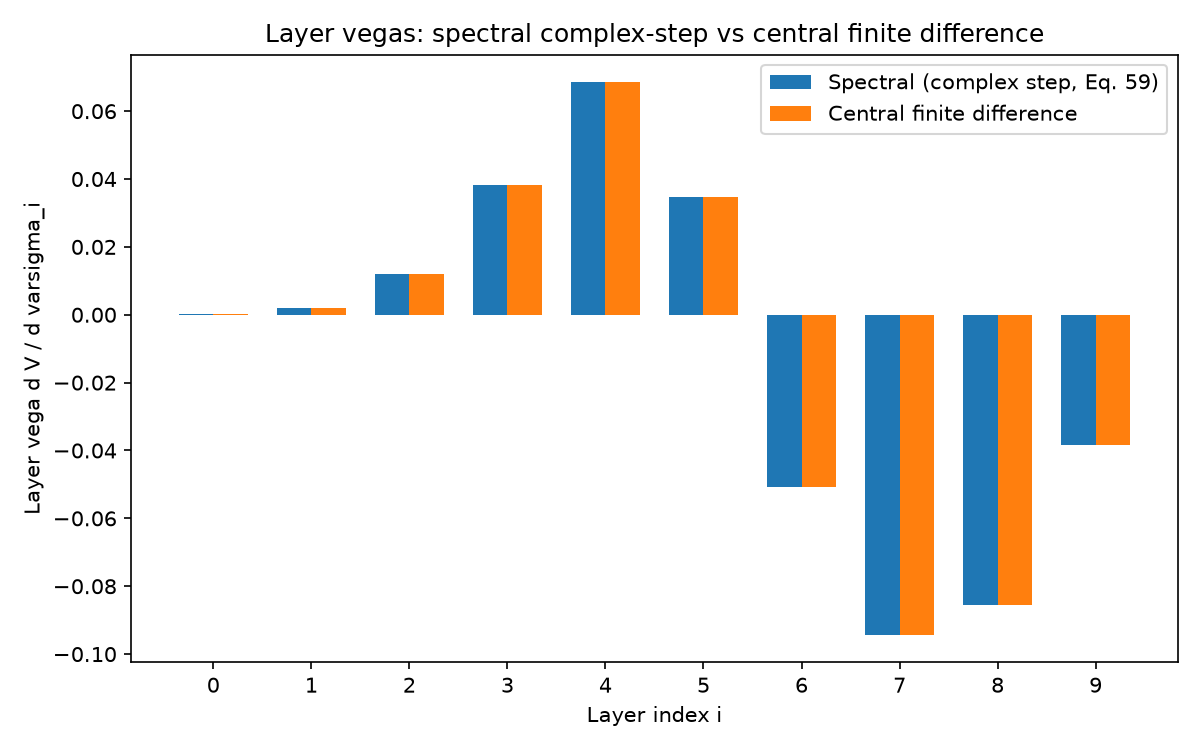 Layer vegas: spectral complex-step vs central finite difference
Spectral (complex step, Eq. 59)
Central finite difference
Layer vega d V / d varsigma_i
0.06
0.04
0.02
0.00
−0.02
−0.04
−0.06
−0.08
−0.10
0 1 2 3 4 5 6 7 8 9
Layer index i